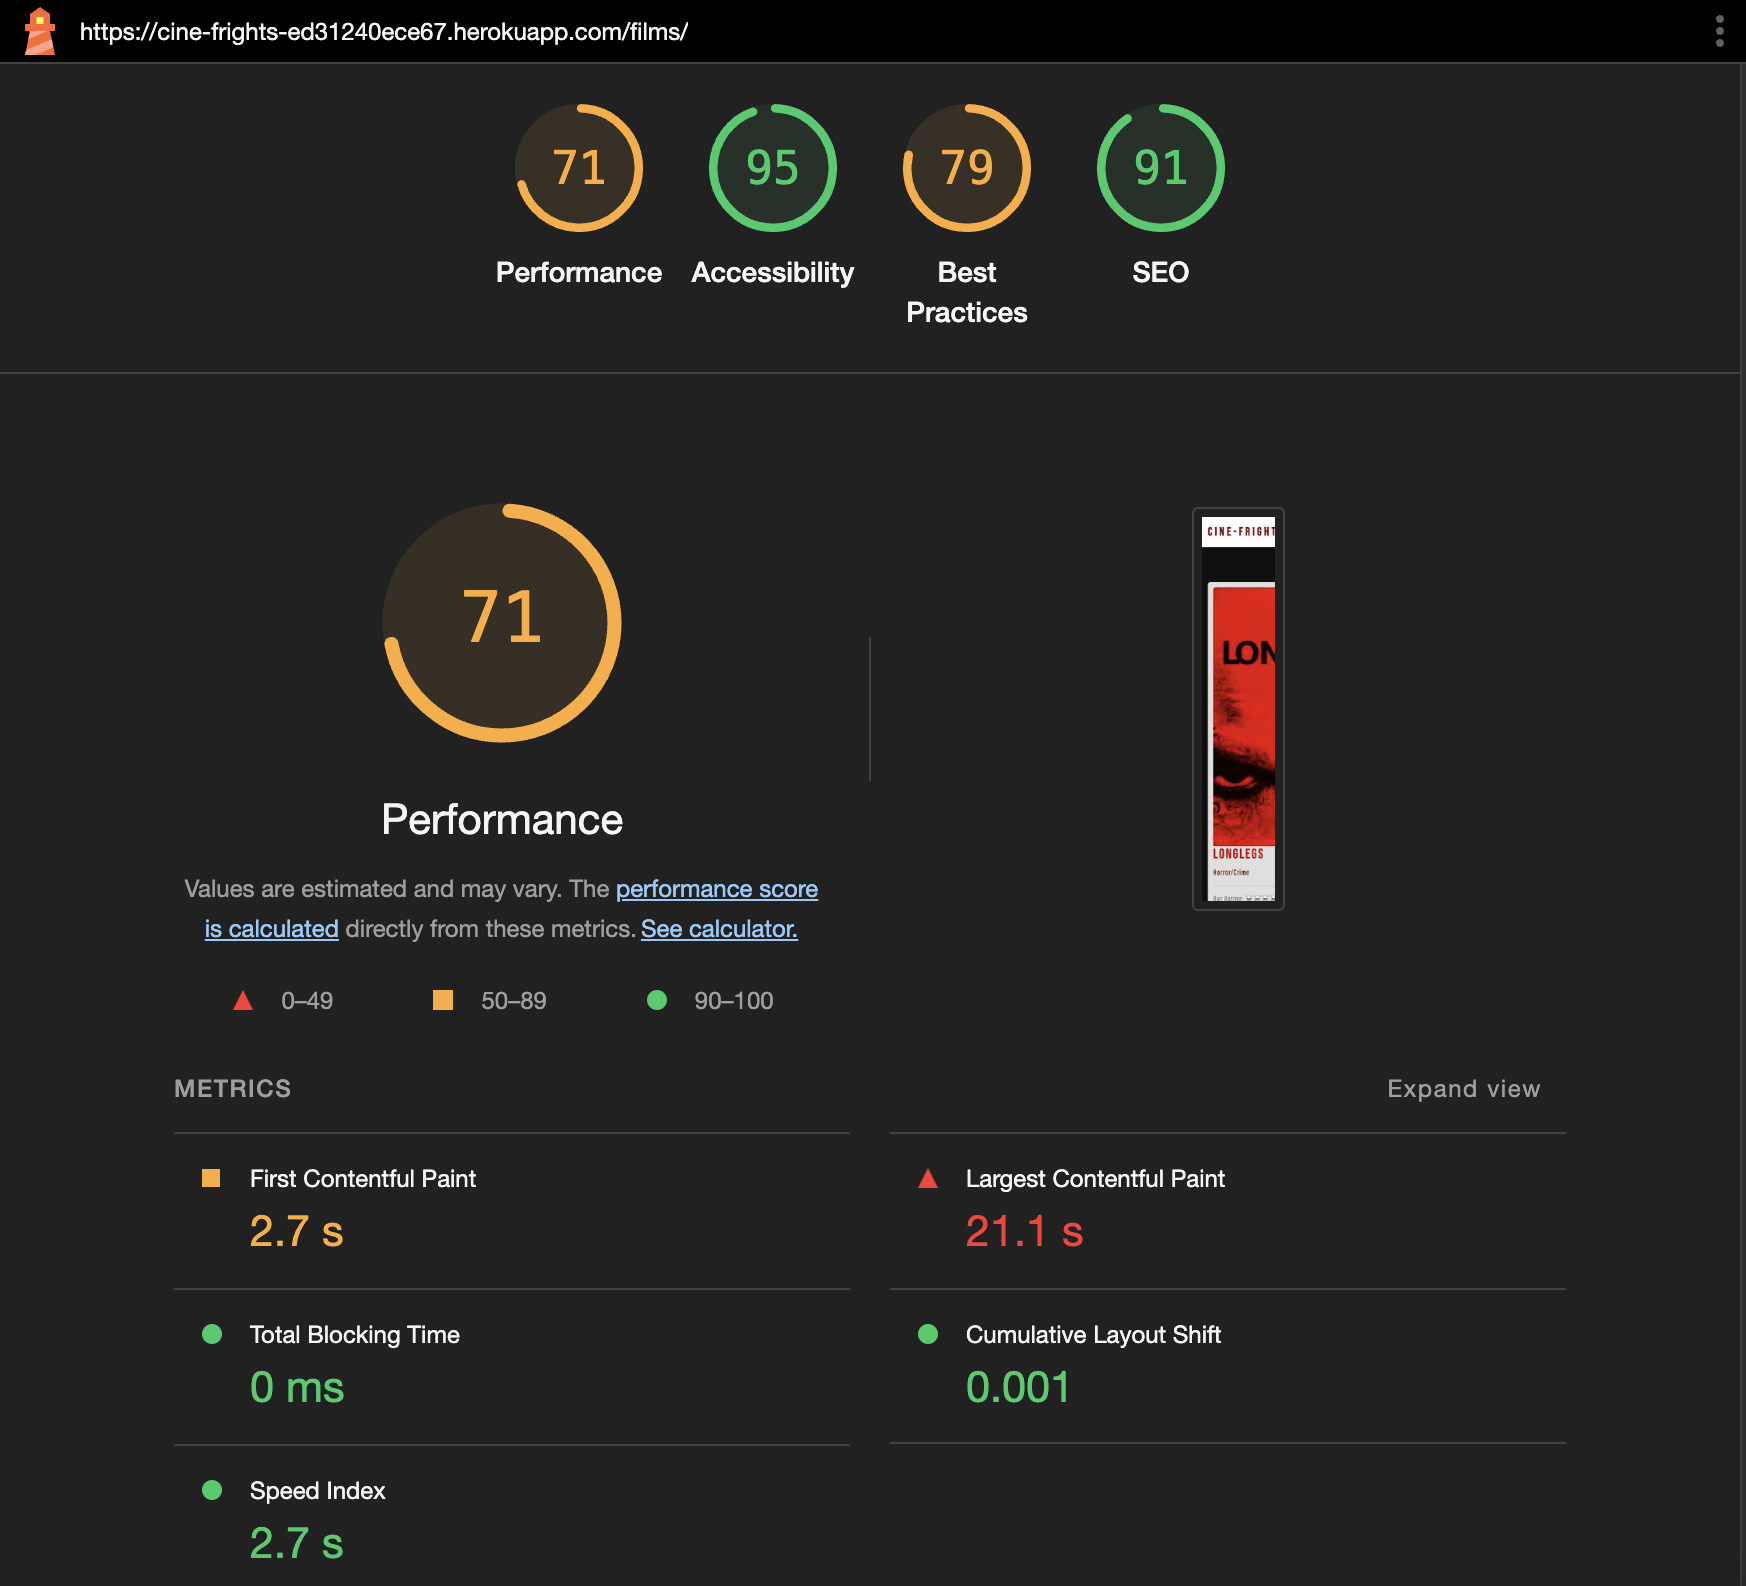 https://cine-frights-ed31240ece67.herokuapp.com/films/
71
95
79
91
Performance
Accessibility
Best
Practices
SEO
71
Performance
Values are estimated and may vary. The performance score
is calculated directly from these metrics. See calculator.
0–49
50–89
90–100
CINE-FRIGHT
LON
LONGLEGS
Horror/Crime
Our Rating:
METRICS
Expand view
First Contentful Paint
2.7 s
Largest Contentful Paint
21.1 s
Total Blocking Time
0 ms
Cumulative Layout Shift
0.001
Speed Index
2.7 s